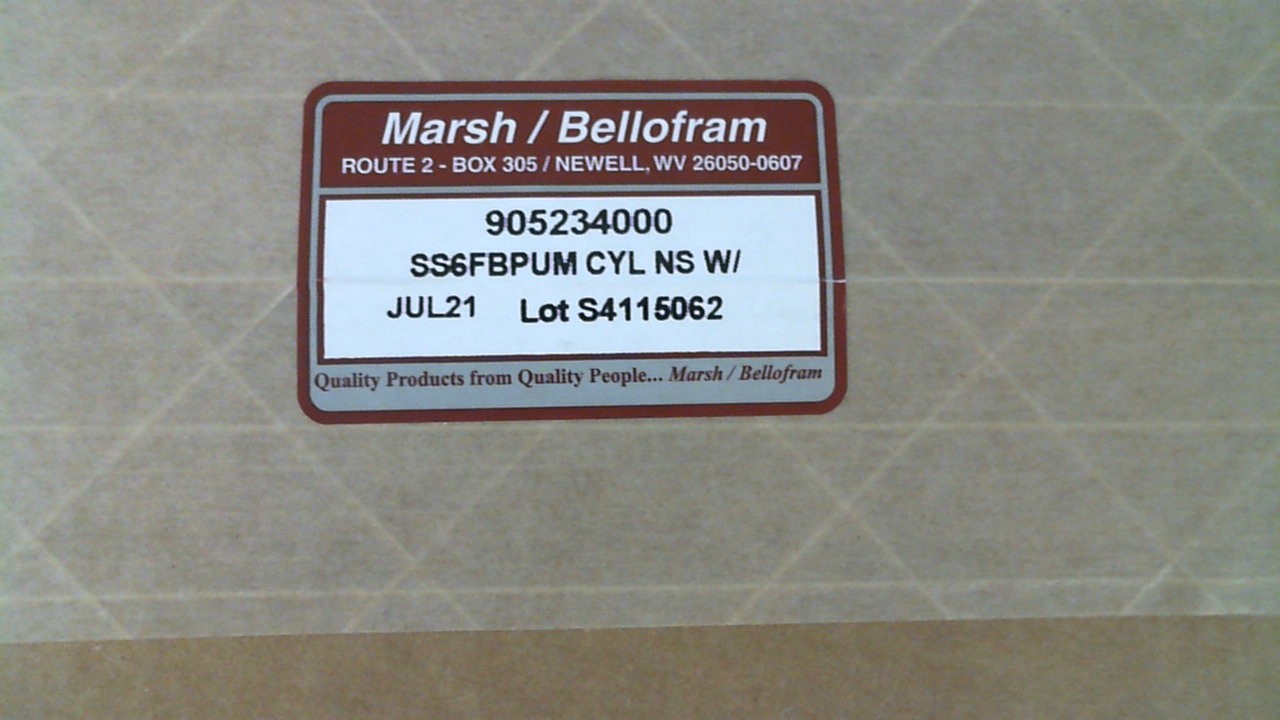 Marsh / Bellofram
ROUTE 2 - BOX 305 / NEWELL, WV 26050-0607
905234000
SS6FBPUM CYL NS W/
JUL21 Lot S4115062
Quality Products from Quality People... Marsh / Bellofram